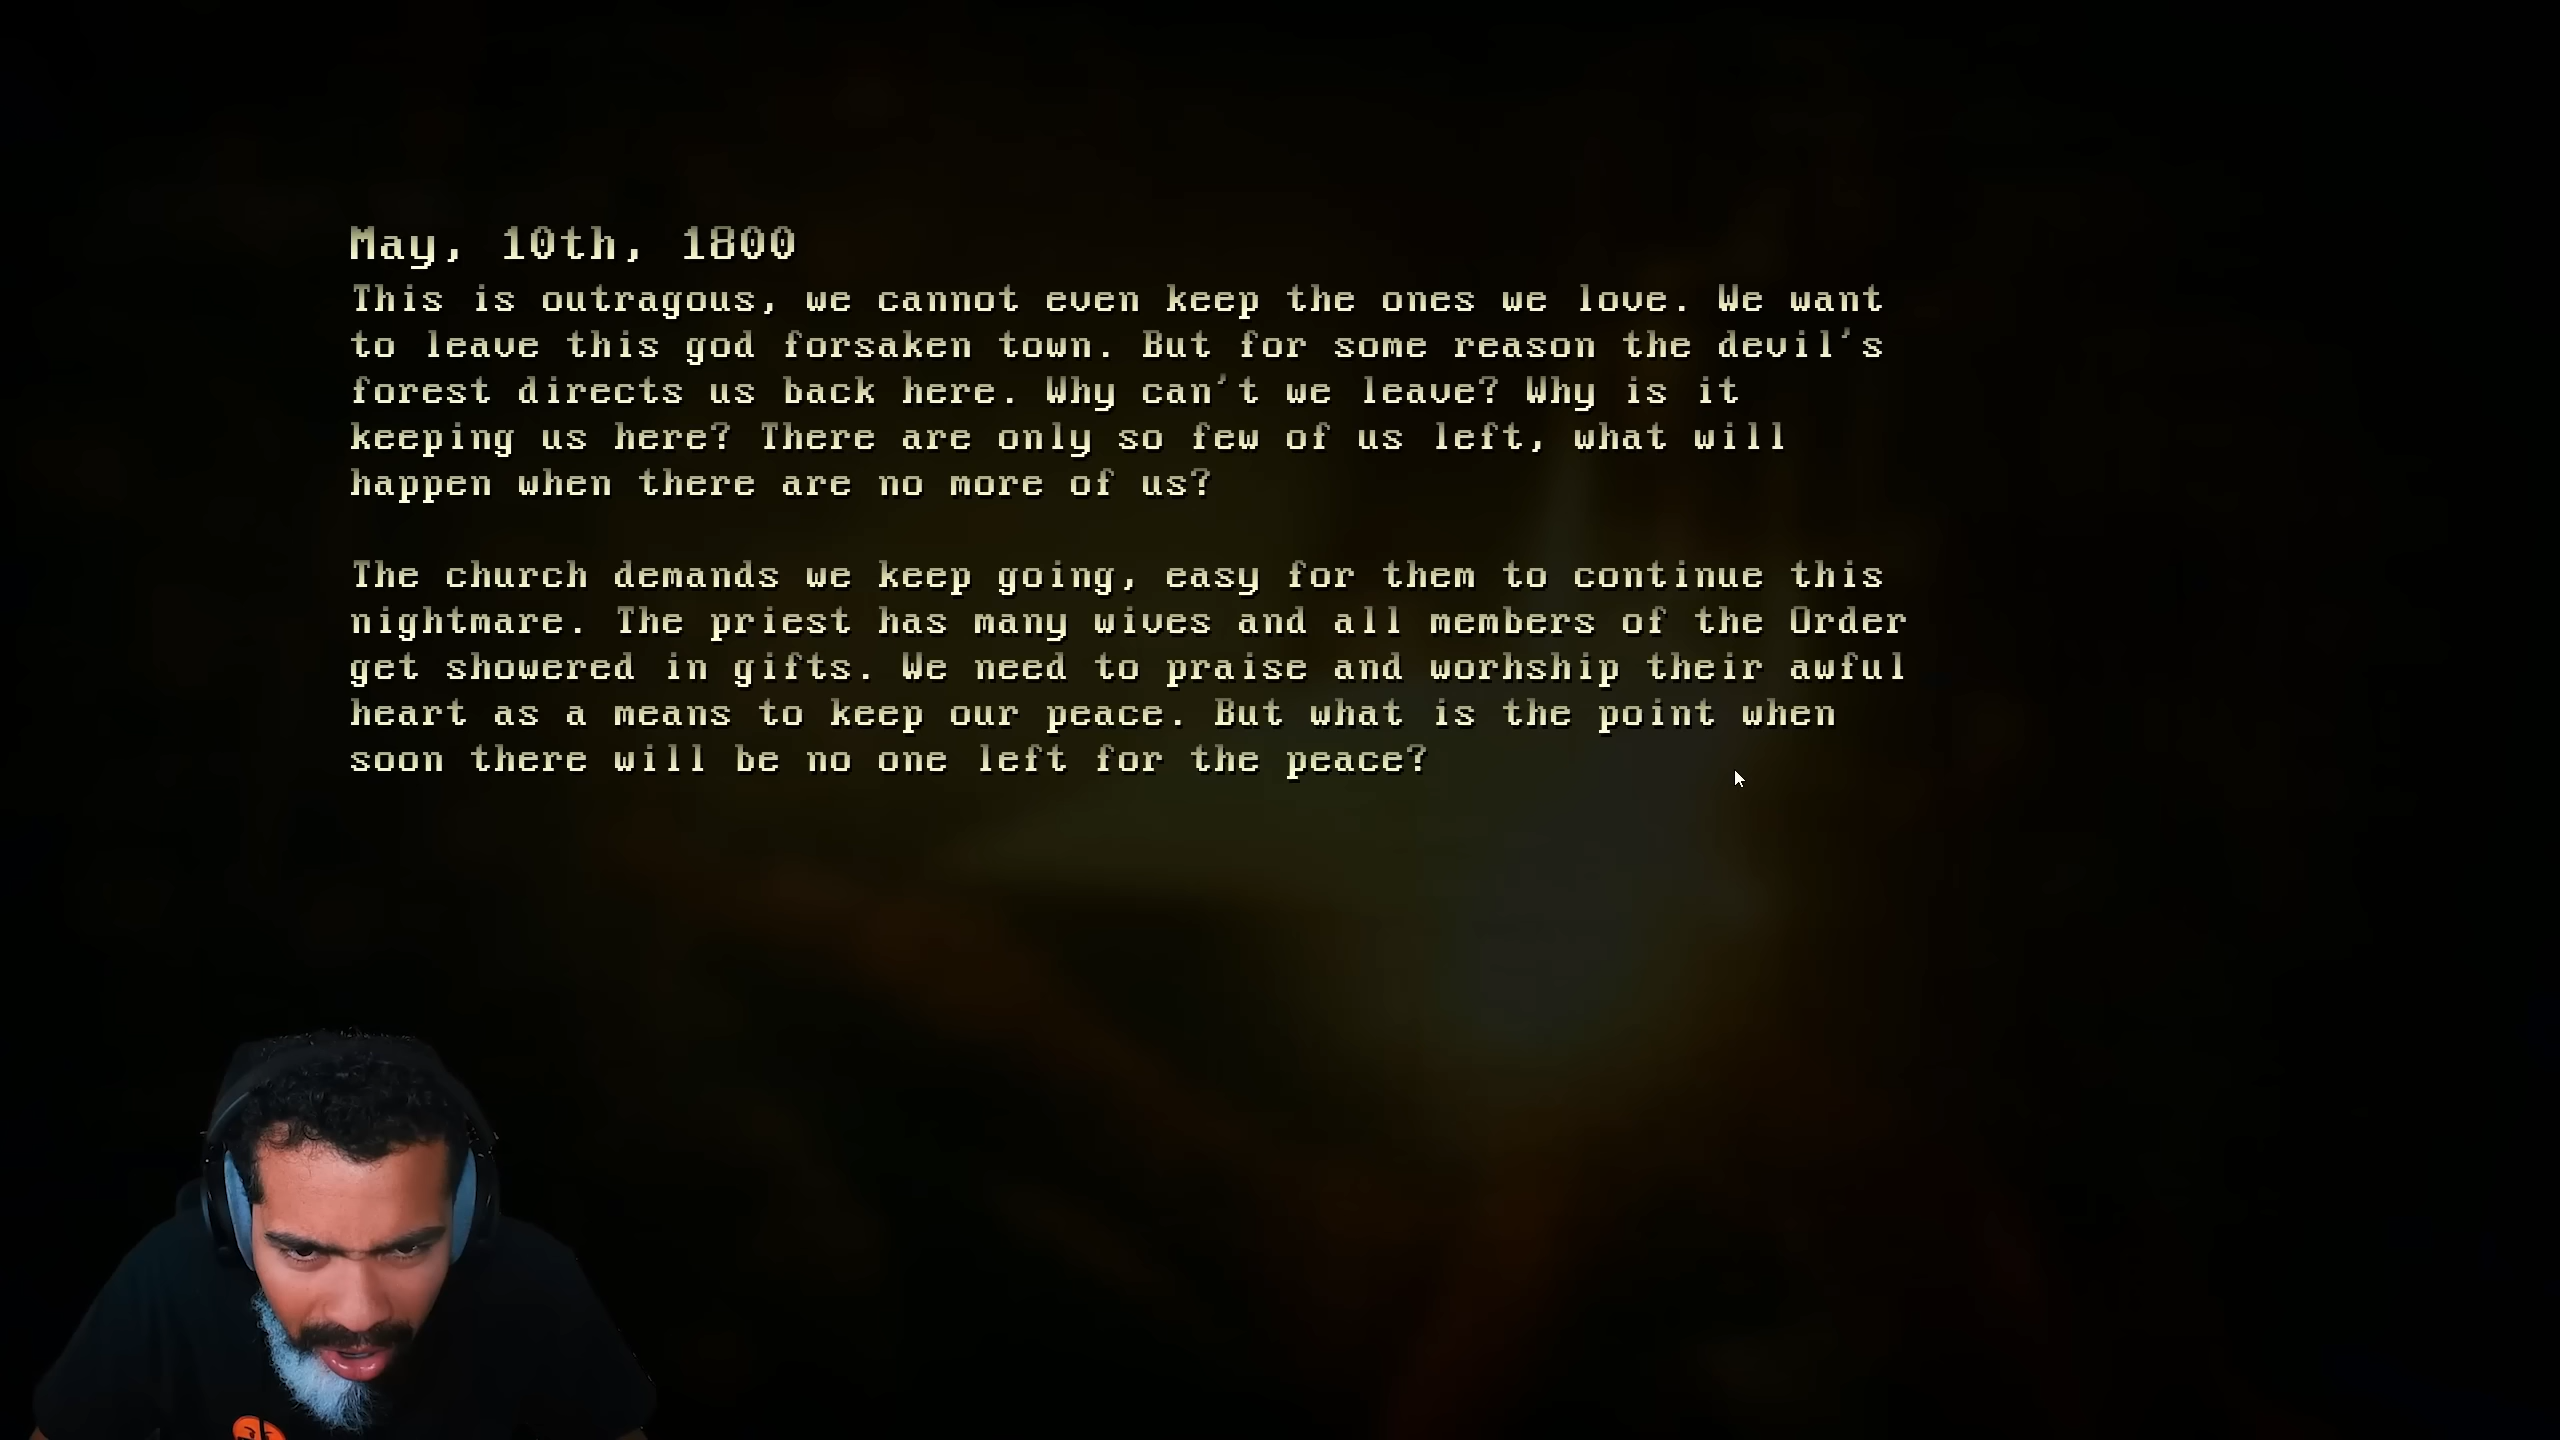 May, 10th, 1800
This is outragous, we cannot even keep the ones we love. We want
to leave this god forsaken town. But for some reason the devil's
forest directs us back here. Why can't we leave? Why is it
keeping us here? There are only so few of us left, what will
happen when there are no more of us?
The church demands we keep going, easy for them to continue this
nightmare. The priest has many wives and all members of the Order
get showered in gifts. We need to praise and worhship their awful
heart as a means to keep our peace. But what is the point when
soon there will be no one left for the peace?